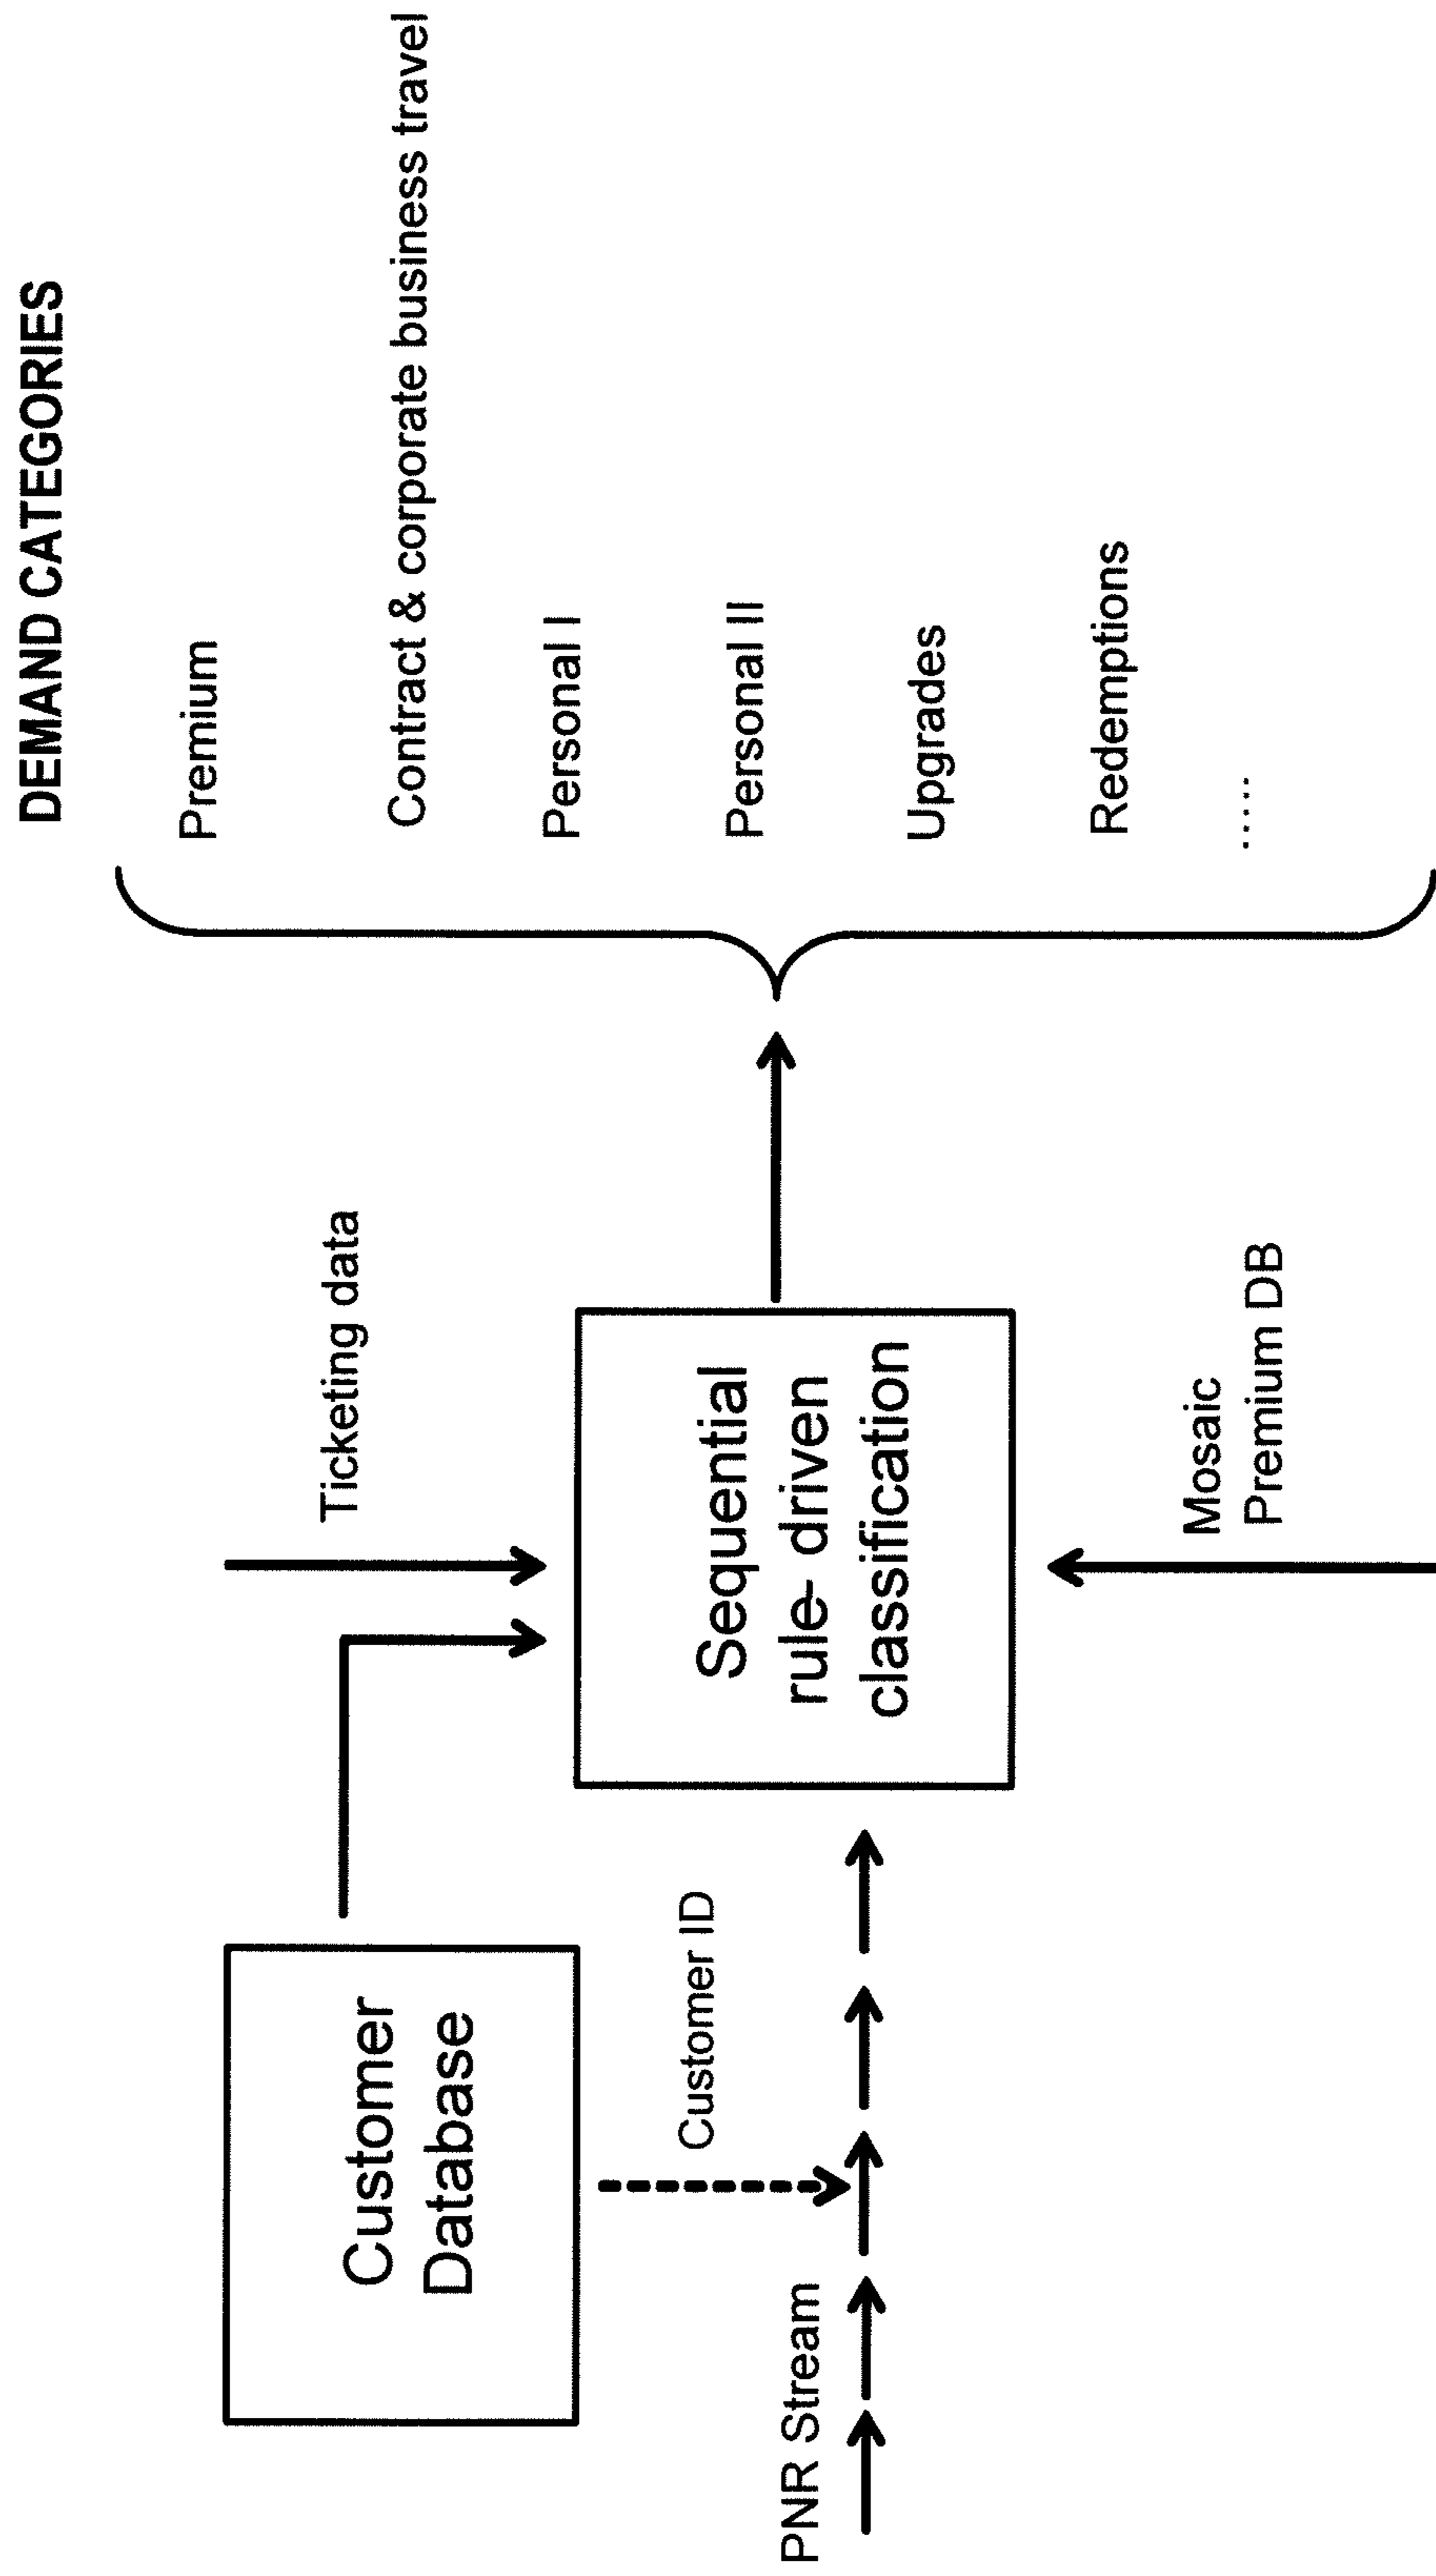 DEMAND CATEGORIES
Premium
Contract & corporate business travel
Personal I
Personal II
Upgrades
Redemptions
.....
Ticketing data
Customer
Database
Customer ID
Sequential
rule- driven
classification
PNR Stream
Mosaic
Premium DB